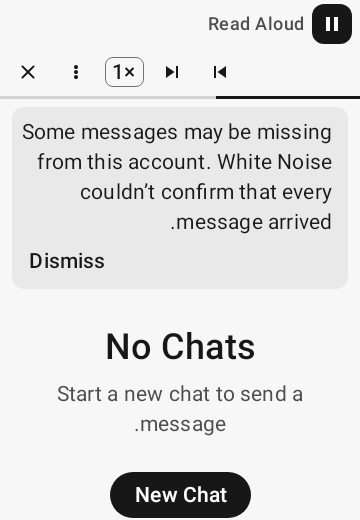 Read Aloud
1×
Some messages may be missing
from this account. White Noise
couldn’t confirm that every
.message arrived
Dismiss
No Chats
Start a new chat to send a
.message
New Chat